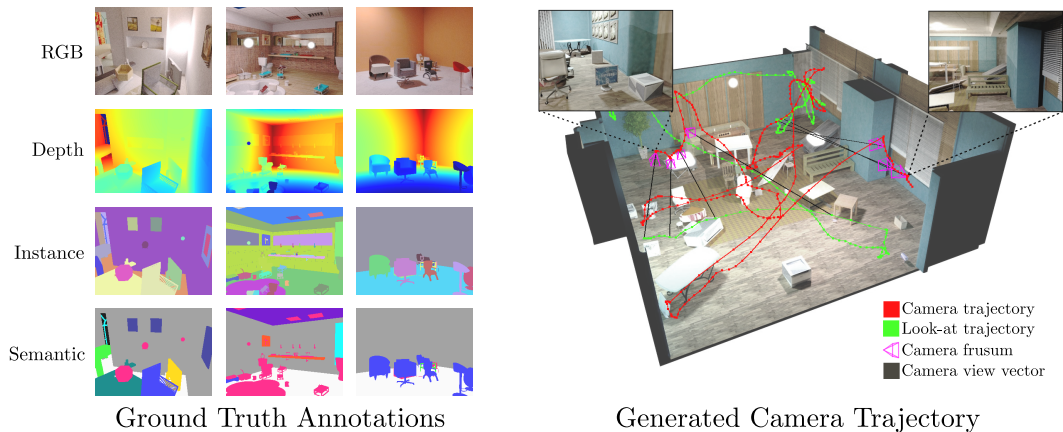 RGB
Depth
Instance
Semantic
Ground Truth Annotations
Camera trajectory
Look-at trajectory
Camera frusum
Camera view vector
Generated Camera Trajectory